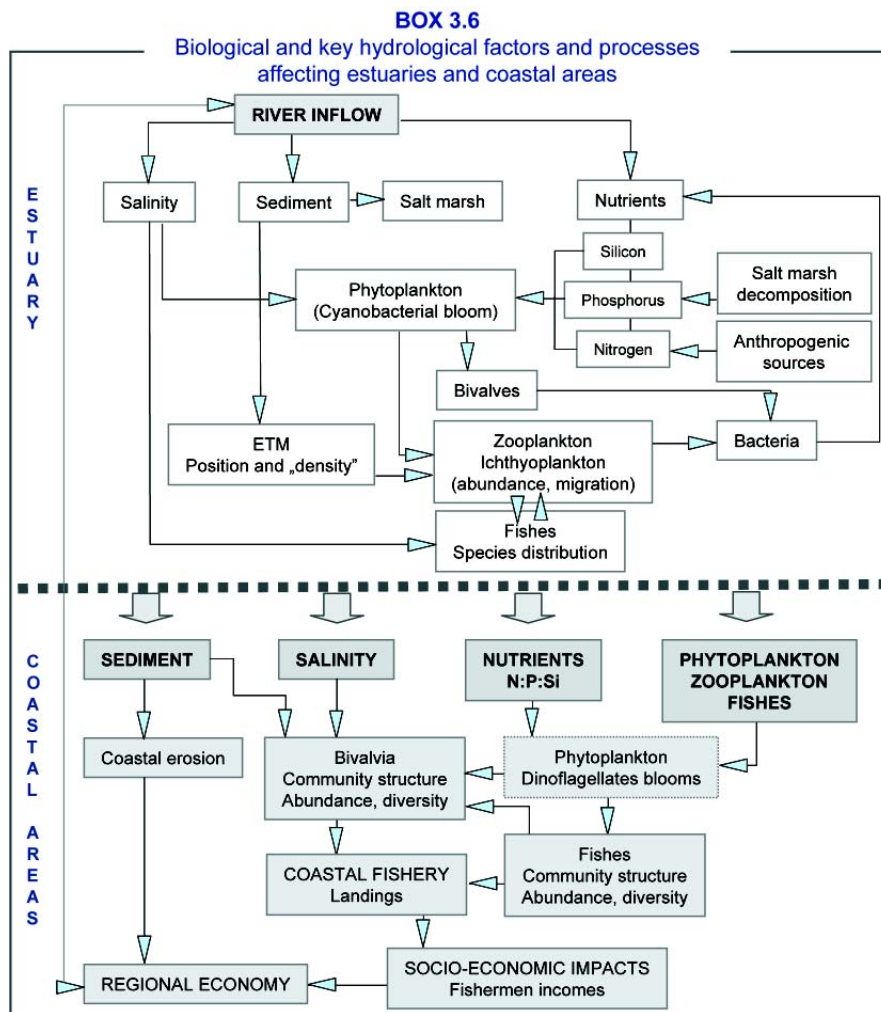 BOX 3.6
Biological and key hydrological factors and processes
affecting estuaries and coastal areas
ESTUARY
RIVER INFLOW
Salinity
Sediment
Salt marsh
Nutrients
Silicon
Phytoplankton
(Cyanobacterial bloom)
Phosphorus
Salt marsh
decomposition
Nitrogen
Anthropogenic
sources
Bivalves
ETM
Position and „density”
Zooplankton
Ichthyoplankton
(abundance, migration)
Bacteria
Fishes
Species distribution
COASTAL AREAS
SEDIMENT
SALINITY
NUTRIENTS
N:P:Si
PHYTOPLANKTON
ZOOPLANKTON
FISHES
Coastal erosion
Bivalvia
Community structure
Abundance, diversity
Phytoplankton
Dinoflagellates blooms
COASTAL FISHERY
Landings
Fishes
Community structure
Abundance, diversity
REGIONAL ECONOMY
SOCIO-ECONOMIC IMPACTS
Fishermen incomes